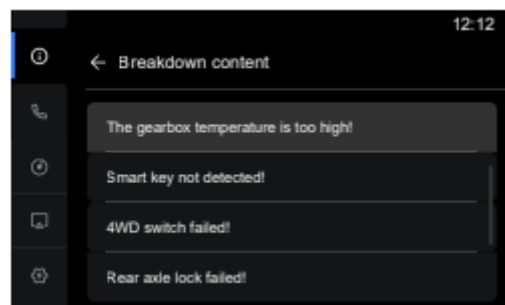 12:12
Breakdown content
The gearbox temperature is too high!
Smart key not detected!
4WD switch failed!
Rear axle lock failed!